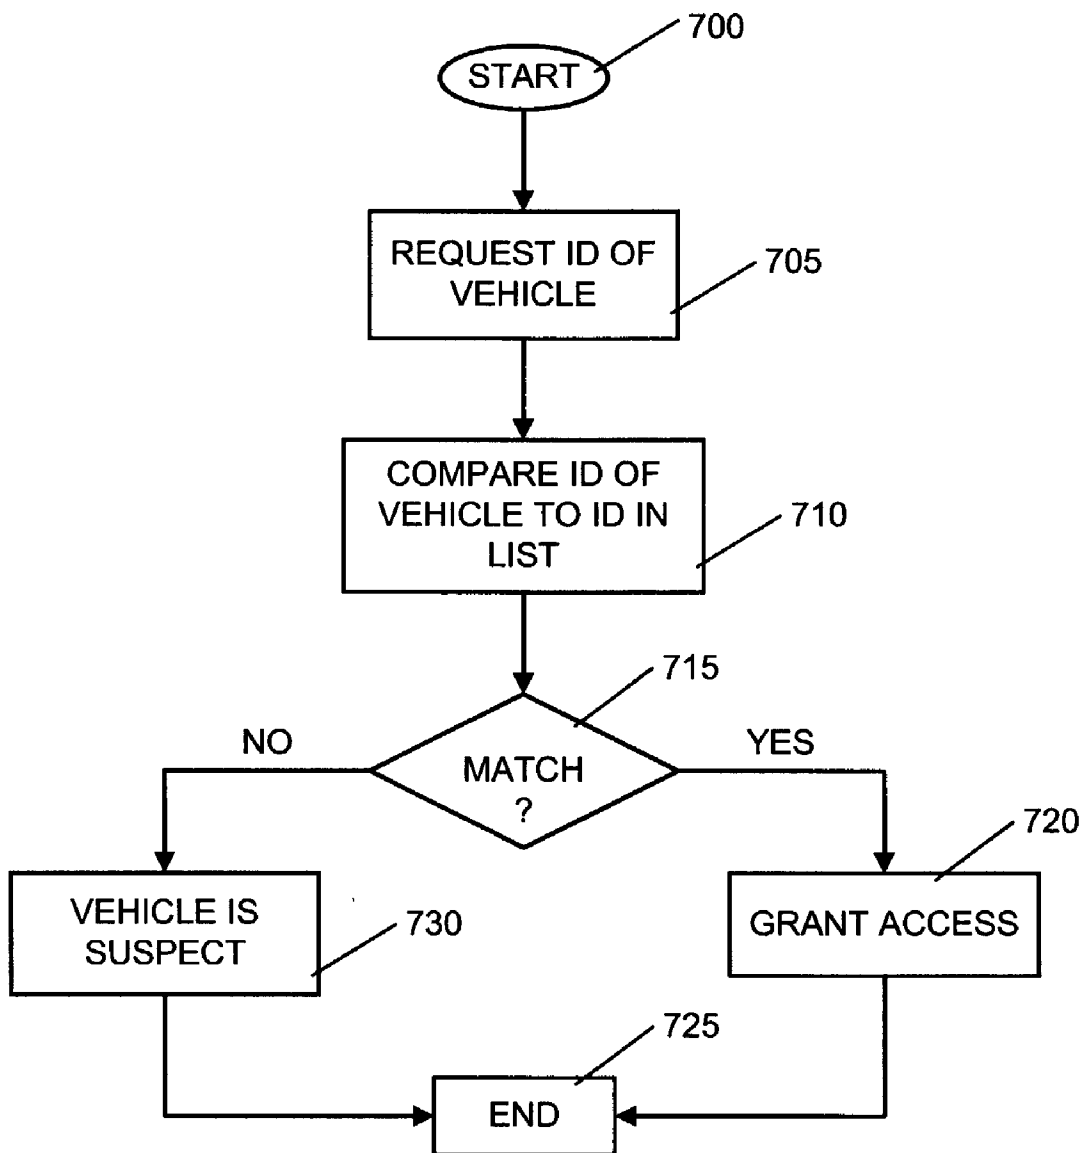 700
START
REQUEST ID OF
VEHICLE
705
COMPARE ID OF
VEHICLE TO ID IN
LIST
710
715
NO
YES
MATCH
?
720
VEHICLE IS
SUSPECT
730
GRANT ACCESS
725
END